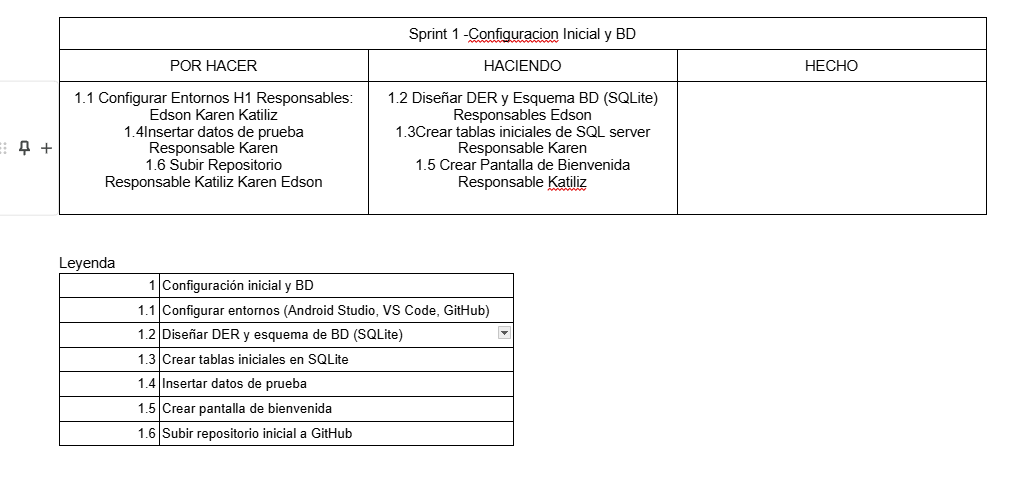 Sprint 1 -Configuracion Inicial y BD
POR HACER
HACIENDO
HECHO
1.1 Configurar Entornos H1 Responsables:
Edson Karen Katiliz
1.4Insertar datos de prueba
Responsable Karen
1.6 Subir Repositorio
Responsable Katiliz Karen Edson
1.2 Diseñar DER y Esquema BD (SQLite)
Responsables Edson
1.3Crear tablas iniciales de SQL server
Responsable Karen
1.5 Crear Pantalla de Bienvenida
Responsable Katiliz
Leyenda
1 Configuración inicial y BD
1.1 Configurar entornos (Android Studio, VS Code, GitHub)
1.2 Diseñar DER y esquema de BD (SQLite)
1.3 Crear tablas iniciales en SQLite
1.4 Insertar datos de prueba
1.5 Crear pantalla de bienvenida
1.6 Subir repositorio inicial a GitHub